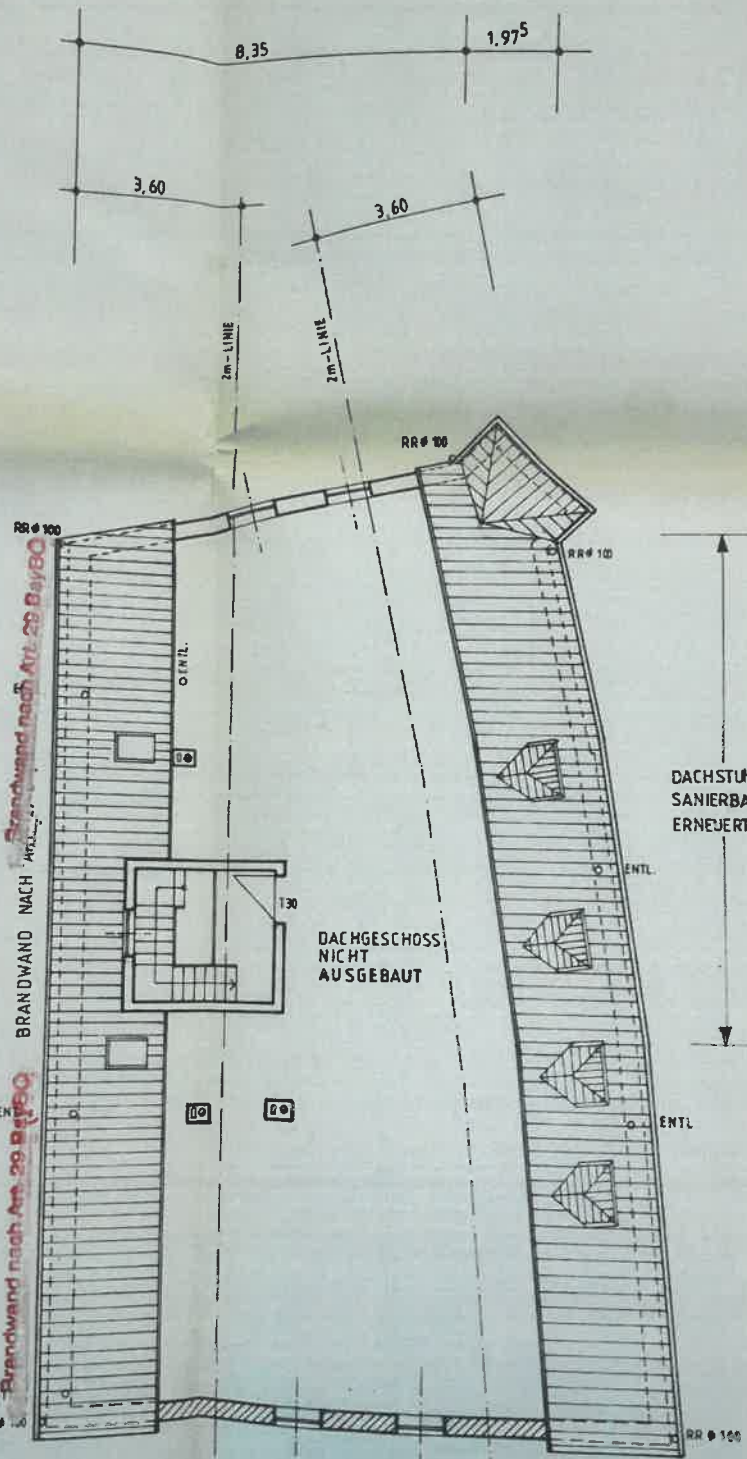 8,35
1,97⁵
3,60
3,60
2m-LINIE
2m-LINIE
RR ϕ 100
RR ϕ 100
RR ϕ 100
Brandwand nach Art. 29 BayBO
ENTL.
BRANDWAND NACH
T30
DACHGESCHOSS
NICHT
AUSGEBAUT
SANIERBA
ERNEUERT
ENTL.
ENTL
Brandwand nach Art. 29 BayBO
RR ϕ 100